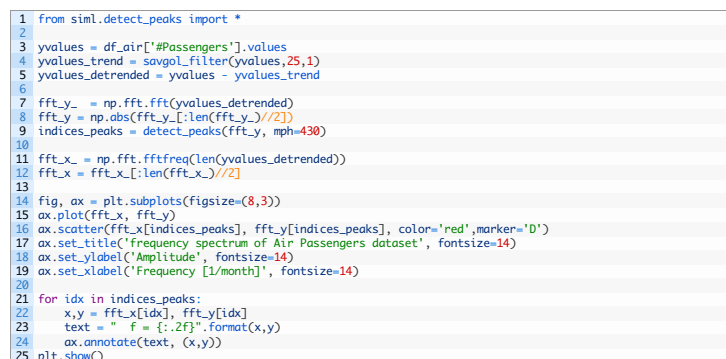 1 from siml.detect_peaks import *
2
3 yvalues = df_air['#Passengers'].values
4 yvalues_trend = savgol_filter(yvalues,25,1)
5 yvalues_detrended = yvalues - yvalues_trend
6
7 fft_y_  = np.fft.fft(yvalues_detrended)
8 fft_y = np.abs(fft_y_[:len(fft_y_)//2])
9 indices_peaks = detect_peaks(fft_y, mph=430)
10
11 fft_x_ = np.fft.fftfreq(len(yvalues_detrended))
12 fft_x = fft_x_[:len(fft_x_)//2]
13
14 fig, ax = plt.subplots(figsize=(8,3))
15 ax.plot(fft_x, fft_y)
16 ax.scatter(fft_x[indices_peaks], fft_y[indices_peaks], color='red',marker='D')
17 ax.set_title('frequency spectrum of Air Passengers dataset', fontsize=14)
18 ax.set_ylabel('Amplitude', fontsize=14)
19 ax.set_xlabel('Frequency [1/month]', fontsize=14)
20
21 for idx in indices_peaks:
22     x,y = fft_x[idx], fft_y[idx]
23     text = "  f = {:.2f}".format(x,y)
24     ax.annotate(text, (x,y))
25 plt.show()